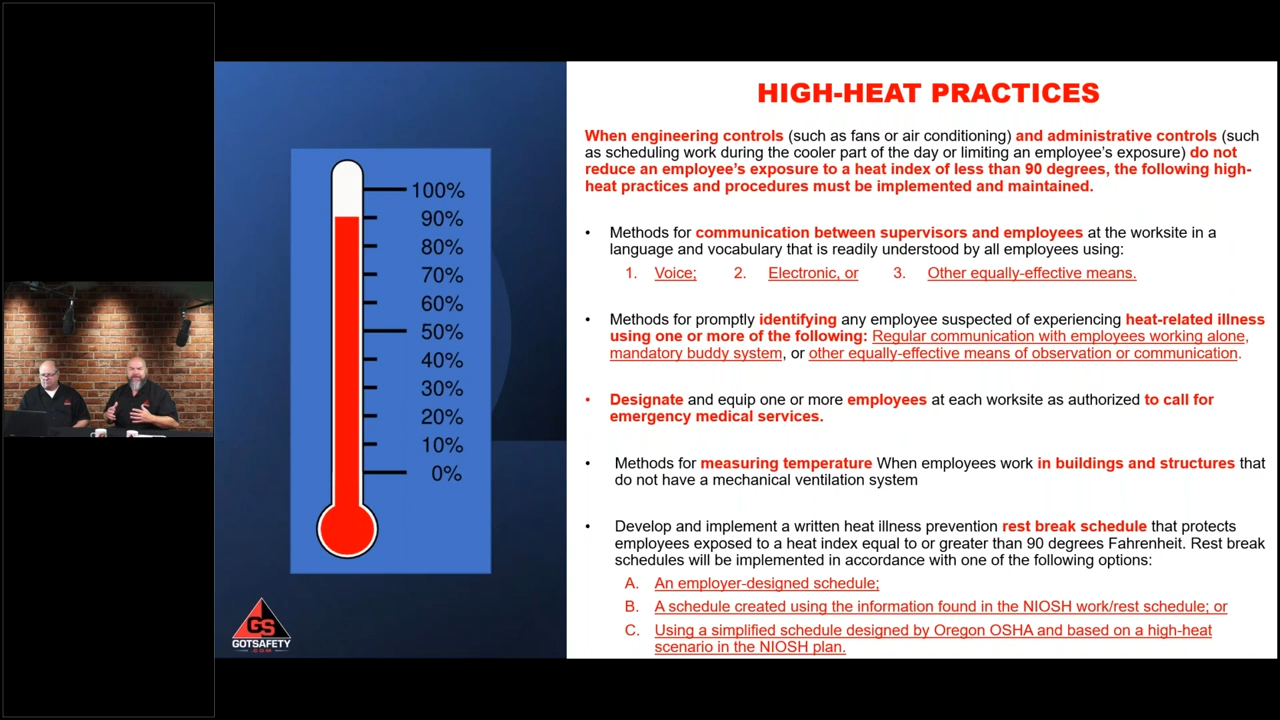 HIGH-HEAT PRACTICES
When engineering controls (such as fans or air conditioning) and administrative controls (such
as scheduling work during the cooler part of the day or limiting an employee's exposure) do not
reduce an employee's exposure to a heat index of less than 90 degrees, the following high-
heat practices and procedures must be implemented and maintained.
• Methods for communication between supervisors and employees at the worksite in a
language and vocabulary that is readily understood by all employees using:
1. Voice; 2. Electronic, or 3. Other equally-effective means.
• Methods for promptly identifying any employee suspected of experiencing heat-related illness
using one or more of the following: Regular communication with employees working alone,
mandatory buddy system, or other equally-effective means of observation or communication.
• Designate and equip one or more employees at each worksite as authorized to call for
emergency medical services.
• Methods for measuring temperature When employees work in buildings and structures that
do not have a mechanical ventilation system
• Develop and implement a written heat illness prevention rest break schedule that protects
employees exposed to a heat index equal to or greater than 90 degrees Fahrenheit. Rest break
schedules will be implemented in accordance with one of the following options:
A. An employer-designed schedule;
B. A schedule created using the information found in the NIOSH work/rest schedule; or
C. Using a simplified schedule designed by Oregon OSHA and based on a high-heat
scenario in the NIOSH plan.
100%
90%
80%
70%
60%
50%
40%
30%
20%
10%
0%
GS
GOTSAFETY
.COM